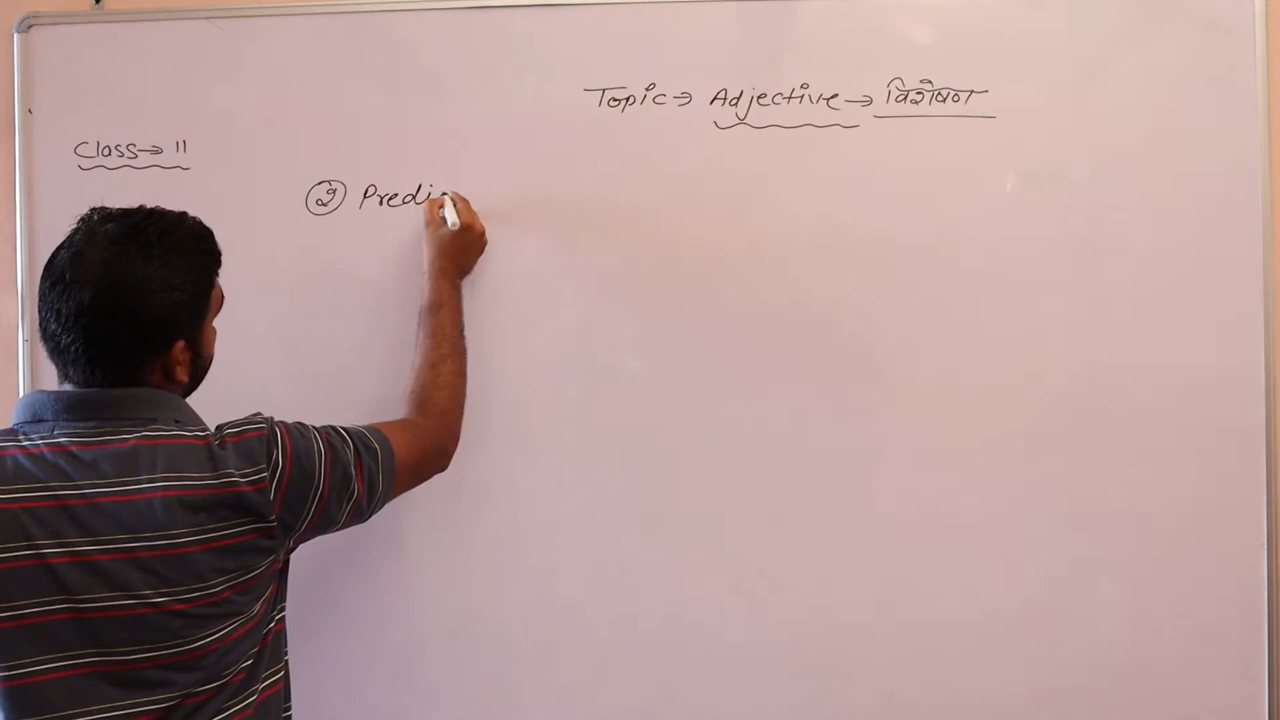 Topic → Adjective → विशेषण
Class → 11
② Predi